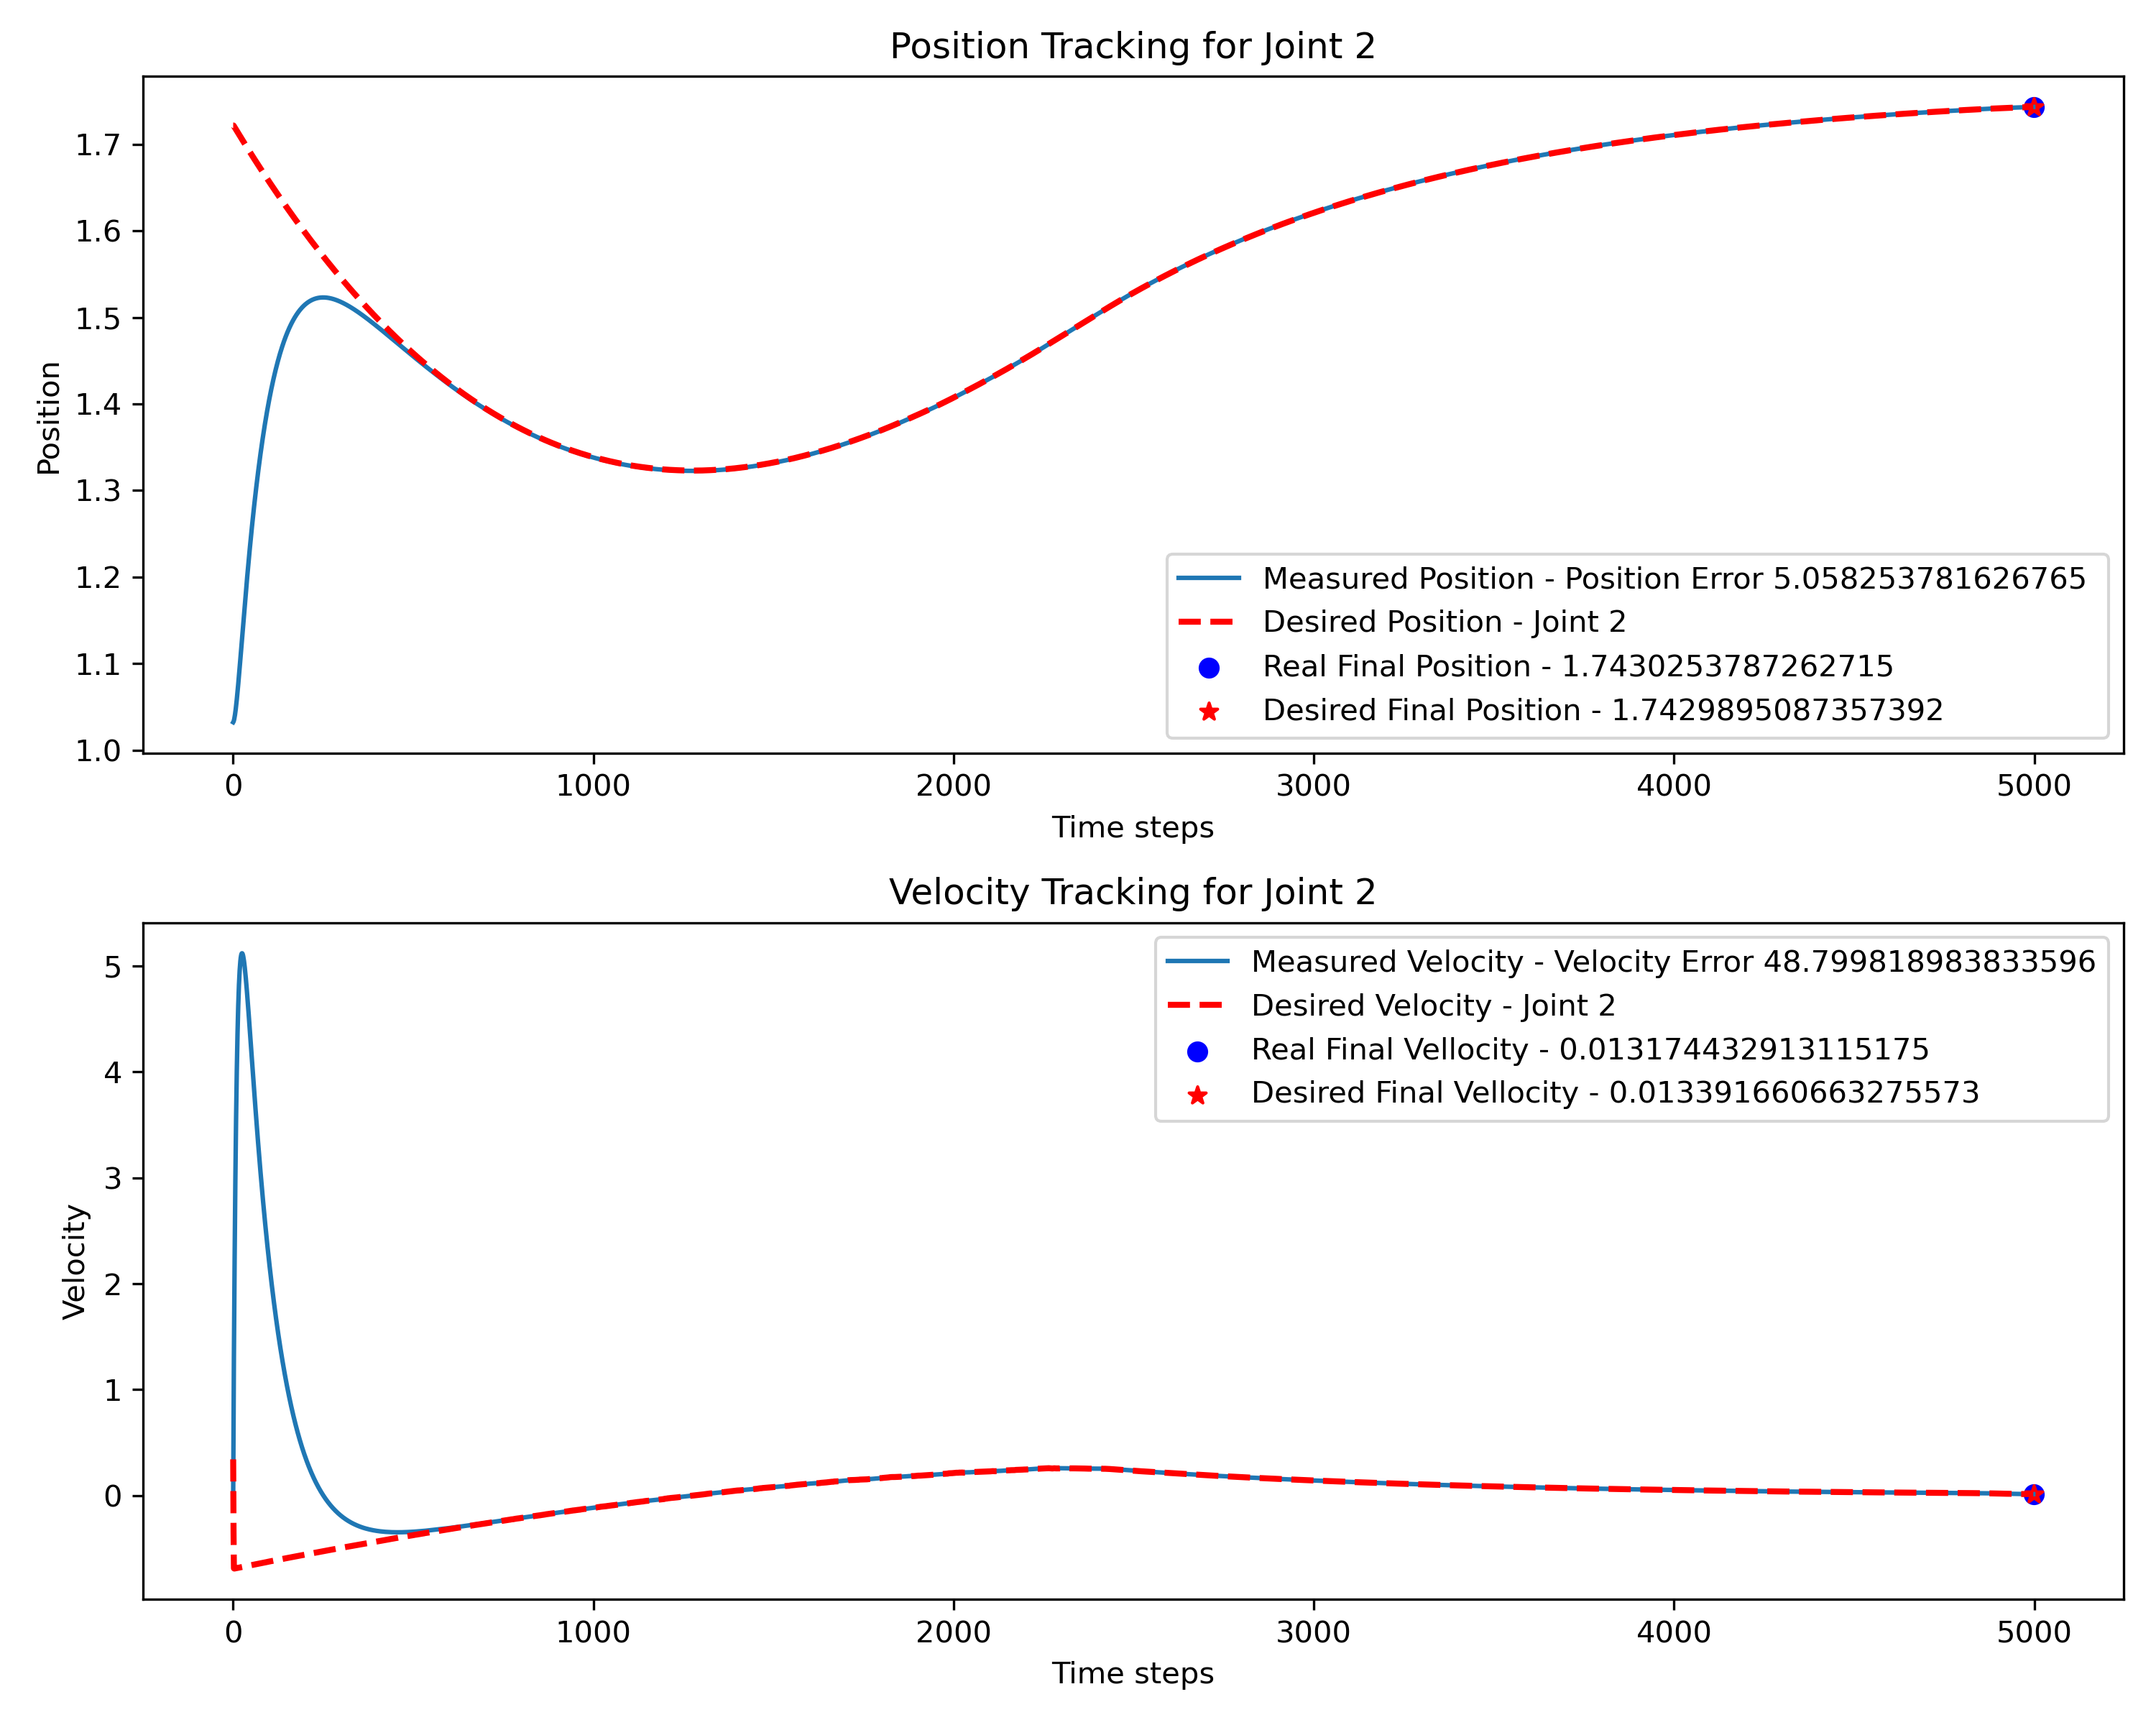 Position Tracking for Joint 2
1.7
1.6
1.5
1.4
1.3
1.2
1.1
1.0
Position
Measured Position - Position Error 5.058253781626765
Desired Position - Joint 2
Real Final Position - 1.7430253787262715
Desired Final Position - 1.7429895087357392
0 1000 2000 3000 4000 5000
Time steps
Velocity Tracking for Joint 2
5
4
3
2
1
0
Velocity
Measured Velocity - Velocity Error 48.799818983833596
Desired Velocity - Joint 2
Real Final Vellocity - 0.013174432913115175
Desired Final Vellocity - 0.013391660663275573
0 1000 2000 3000 4000 5000
Time steps